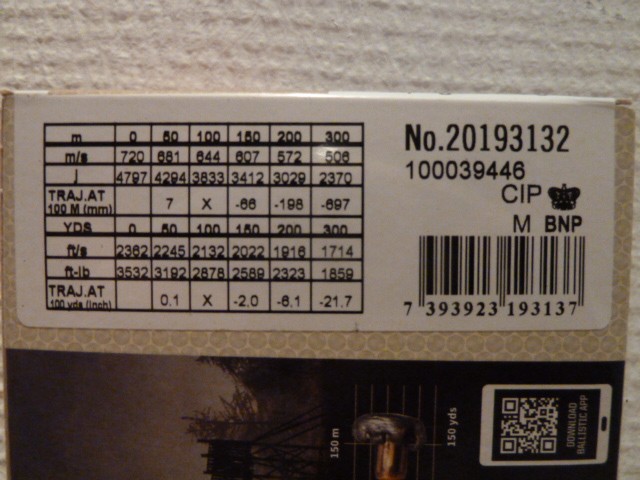 m 0 50 100 150 200 300
m/s 720 681 644 607 572 506
j 4797 4294 3833 3412 3029 2370
TRAJ.AT
100 M (mm) 7 X -66 -198 -697
YDS 0 50 100 150 200 300
ft/s 2362 2245 2132 2022 1916 1714
ft-lb 3532 3192 2878 2589 2323 1859
TRAJ.AT
100 yds (inch) 0.1 X -2.0 -6.1 -21.7
No.20193132
100039446
CIP
M BNP
7 393923 193137
150 m
150 yds
DOWNLOAD
BALLISTIC APP